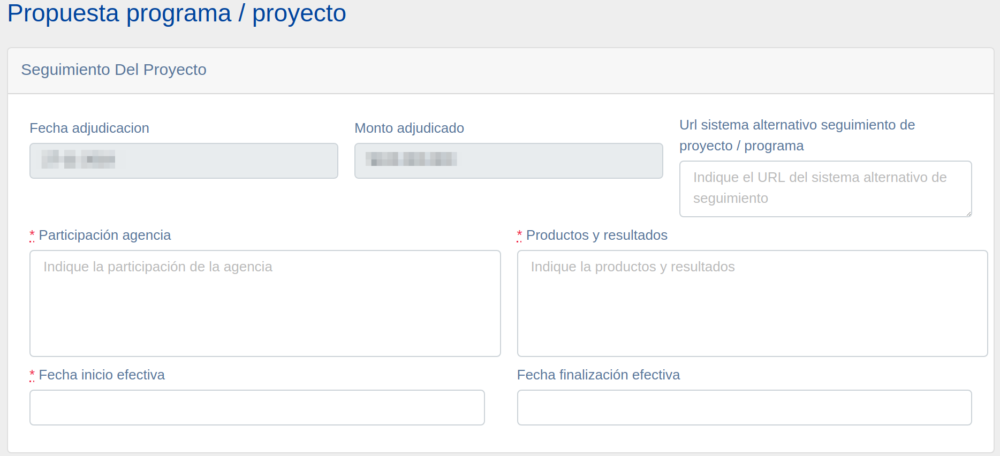 Propuesta programa / proyecto
Seguimiento Del Proyecto
Fecha adjudicacion
Monto adjudicado
Url sistema alternativo seguimiento de
proyecto / programa
Indique el URL del sistema alternativo de
seguimiento
* Participación agencia
* Productos y resultados
Indique la participación de la agencia
Indique la productos y resultados
* Fecha inicio efectiva
Fecha finalización efectiva